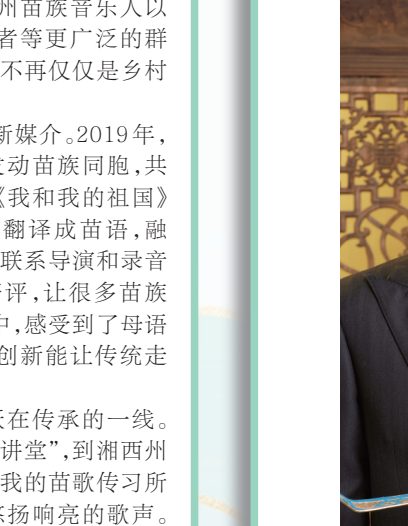 州苗族音乐人以
者等更广泛的群
不再仅仅是乡村
新媒介。2019年,
发动苗族同胞,共
《我和我的祖国》
翻译成苗语,融
联系导演和录音
好评,让很多苗族
中,感受到了母语
创新能让传统走
跃在传承的一线。
讲堂”,到湘西州
我的苗歌传习所
悠扬响亮的歌声。